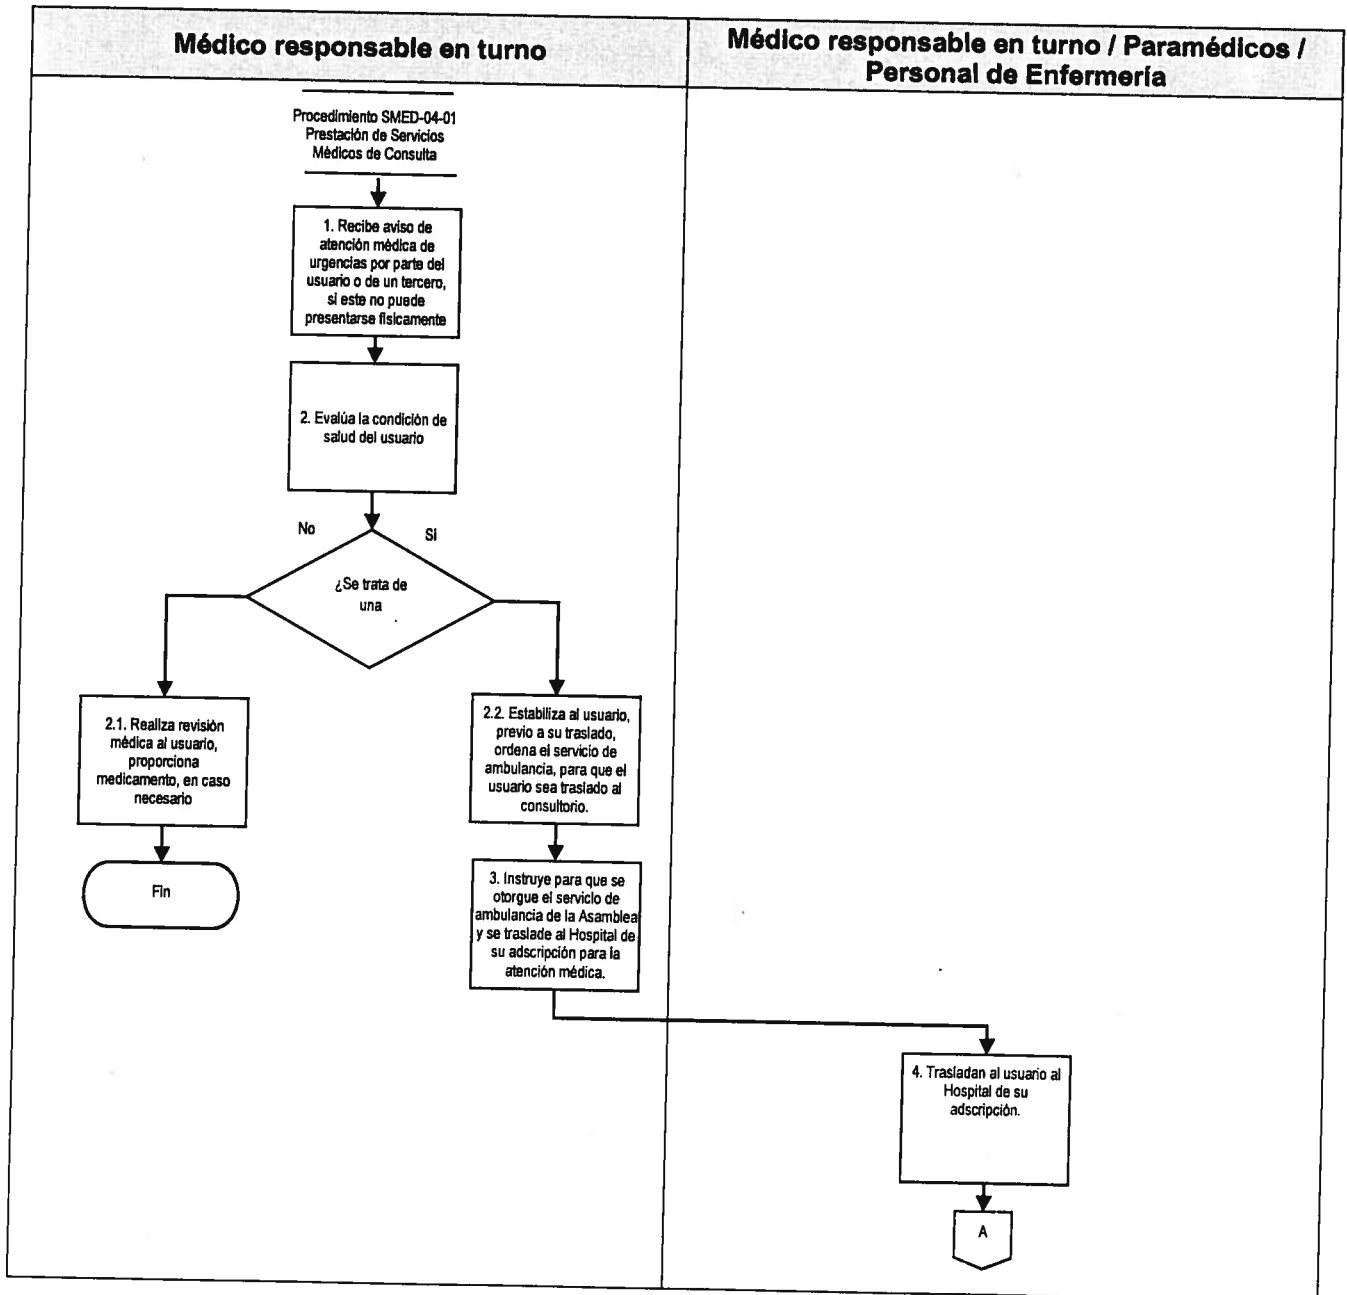 Médico responsable en turno
Médico responsable en turno / Paramédicos /
Personal de Enfermería
Procedimiento SMED-04-01
Prestación de Servicios
Médicos de Consulta
1. Recibe aviso de
atención médica de
urgencias por parte del
usuario o de un tercero,
si este no puede
presentarse fisicamente
2. Evalúa la condición de
salud del usuario
No
Si
¿Se trata de
una
2.1. Realiza revisión
médica al usuario,
proporciona
medicamento, en caso
necesario
Fin
2.2. Estabiliza al usuario,
previo a su traslado,
ordena el servicio de
ambulancia, para que el
usuario sea traslado al
consultorio.
3. Instruye para que se
otorgue el servicio de
ambulancia de la Asamblea
y se traslade al Hospital de
su adscripción para la
atención médica.
4. Trasladan al usuario al
Hospital de su
adscripción.
A